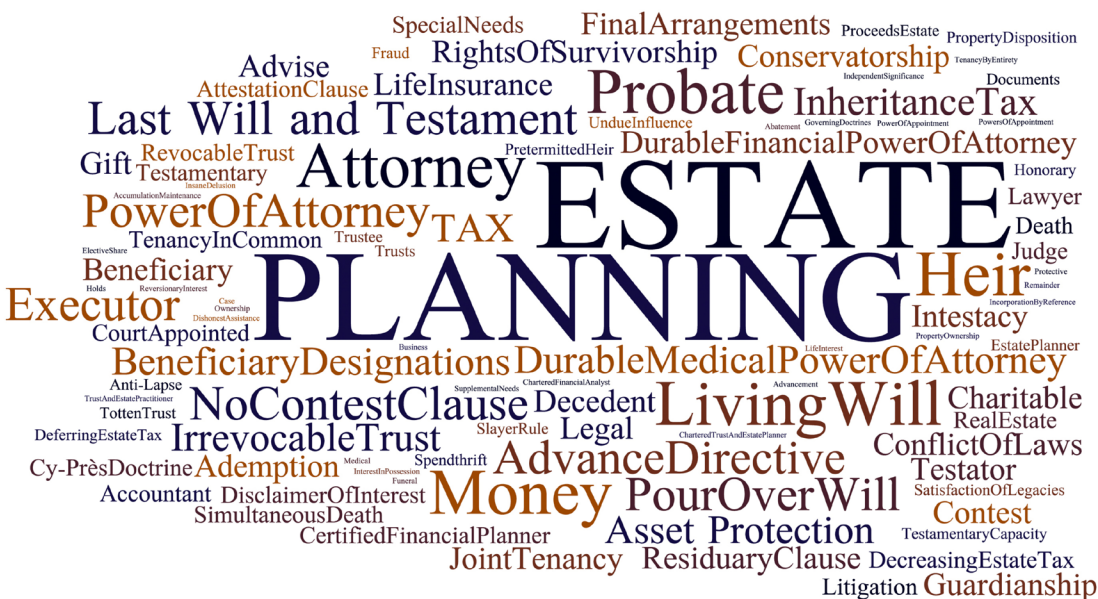 SpecialNeeds FinalArrangements ProceedsEstate PropertyDisposition
Fraud RightsOfSurvivorship Conservatorship TenancyByEntirety
Advise IndependentSignificance Documents
AttestationClause LifeInsurance Probate InheritanceTax
Last Will and Testament UndueInfluence Abatement GoverningDoctrines PowerOfAppointment PowersOfAppointment
Gift RevocableTrust PretermittedHeir DurableFinancialPowerOfAttorney
Testamentary Attorney ESTATE Honorary
InsaneDelusion
AccumulationMaintenance Lawyer
PowerOfAttorney TAX Death
TenancyInCommon Trustee Judge
ElectiveShare Trusts
Beneficiary PLANNING Heir Protective
Holds ReversionaryInterest Remainder
Executor Case IncorporationByReference
Ownership
DishonestAssistance Intestacy
CourtAppointed PropertyOwnership
Business LifeInterest EstatePlanner
BeneficiaryDesignations DurableMedicalPowerOfAttorney
Anti-Lapse SupplementalNeeds CharteredFinancialAnalyst Advancement
TrustAndEstatePractitioner NoContestClause Decedent LivingWill Charitable
TottenTrust RealEstate
DeferringEstateTax IrrevocableTrust SlayerRule Legal CharteredTrustAndEstatePlanner ConflictOfLaws
Cy-PrèsDoctrine Ademption Medical Spendthrift AdvanceDirective Testator
InterestInPossession
Funeral
Accountant DisclaimerOfInterest Money PourOverWill SatisfactionOfLegacies
SimultaneousDeath Contest
CertifiedFinancialPlanner Asset Protection TestamentaryCapacity
JointTenancy ResiduaryClause DecreasingEstateTax
Litigation Guardianship